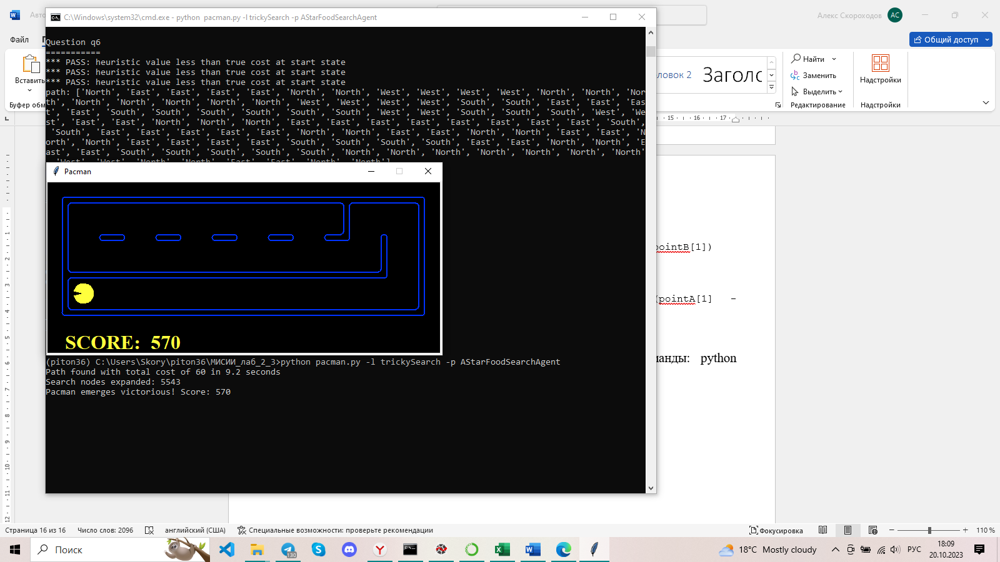 C:\Windows\system32\cmd.exe - python pacman.py -l trickySearch -p AStarFoodSearchAgent
Авто
Алекс Скороходов
АС
Файл
Общий доступ
Вставить
Буфер обм
ловок 2
Заголо
Найти
Заменить
Выделить
Редактирование
Надстройки
Надстройки
15 16 17
Question q6
===========
*** PASS: heuristic value less than true cost at start state
*** PASS: heuristic value less than true cost at start state
*** PASS: heuristic value less than true cost at start state
path: ['North', 'East', 'East', 'East', 'East', 'North', 'North', 'West', 'West', 'West', 'West', 'North', 'North', 'Nor
th', 'North', 'North', 'North', 'North', 'North', 'West', 'West', 'West', 'West', 'South', 'South', 'East', 'East', 'Eas
t', 'East', 'South', 'South', 'South', 'South', 'South', 'South', 'West', 'West', 'South', 'South', 'South', 'West', 'We
st', 'East', 'East', 'North', 'North', 'North', 'East', 'East', 'East', 'East', 'East', 'East', 'East', 'East', 'South',
'South', 'East', 'East', 'East', 'East', 'East', 'North', 'North', 'East', 'East', 'North', 'North', 'East', 'East', 'N
orth', 'North', 'East', 'East', 'East', 'South', 'South', 'South', 'South', 'East', 'East', 'North', 'North', 'E
ast', 'East', 'South', 'South', 'South', 'South', 'South', 'North', 'North', 'North', 'North', 'North', 'North'
'West', 'West', 'North', 'North', 'East', 'East', 'North', 'North']
Pacman
SCORE: 570
(piton36) C:\Users\Skory\piton36\МИСИИ_лаб_2_3>python pacman.py -l trickySearch -p AStarFoodSearchAgent
Path found with total cost of 60 in 9.2 seconds
Search nodes expanded: 5543
Pacman emerges victorious! Score: 570
pointB[1])
(pointA[1] -
манды: python
Страница 16 из 16
Число слов: 2096
английский (США)
Специальные возможности: проверьте рекомендации
Фокусировка
110 %
Поиск
130
18°C Mostly cloudy
РУС
18:09
20.10.2023